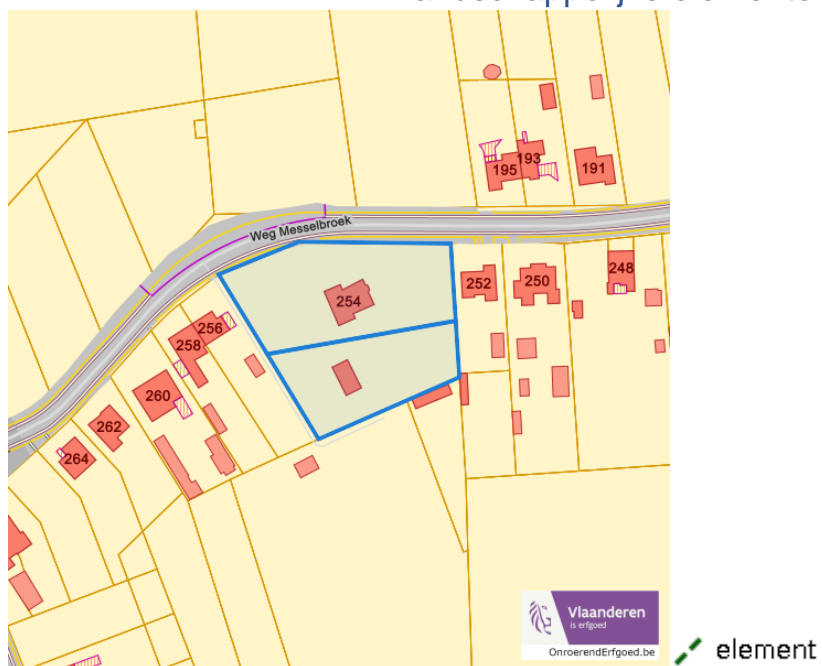 195
193
191
Weg Messelbroek
254
252
250
248
256
258
260
262
264
Vlaanderen
is erfgoed
OnroerendErfgoed.be
element